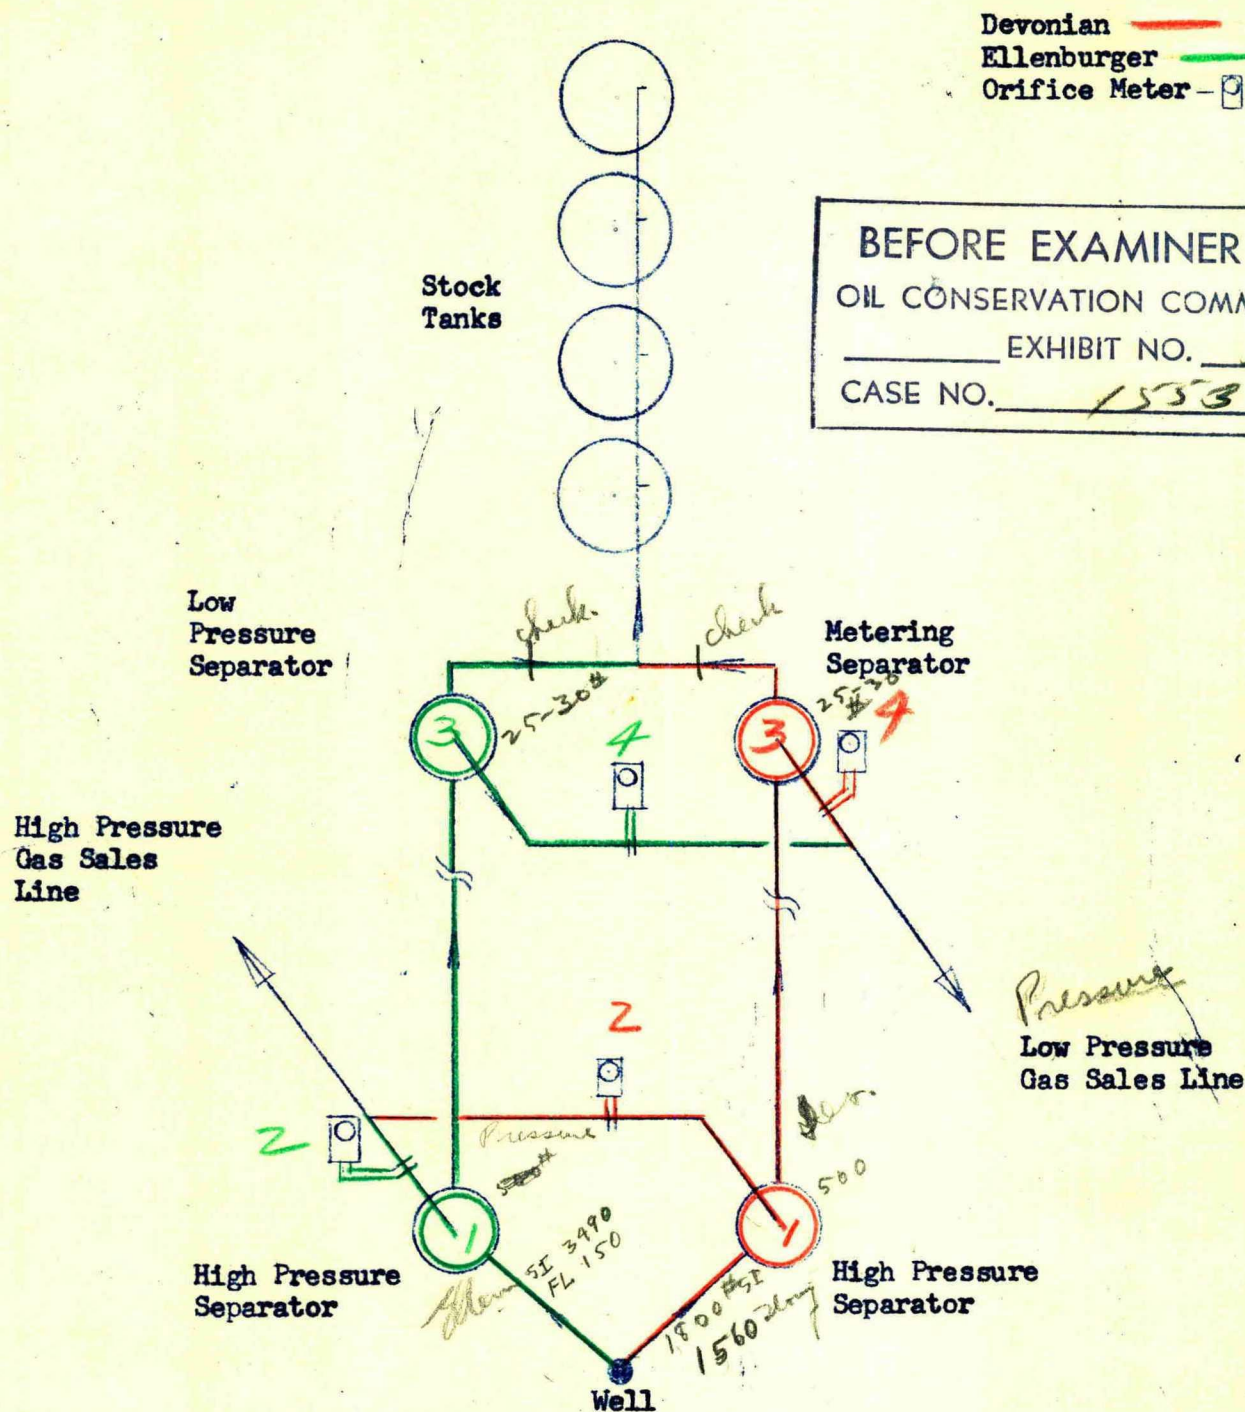 Devonian
Ellenburger
Orifice Meter -
BEFORE EXAMINER
OIL CONSERVATION COMM
EXHIBIT NO.
CASE NO. 1553
Stock
Tanks
Low
Pressure
Separator
check.
check
Metering
Separator
25-30#
25-30
#
3
3
4
4
High Pressure
Gas Sales
Line
Pressure
Low Pressure
Gas Sales Line
2
2
Pressure
Dev.
500
1
1
High Pressure
Separator
SI 3490
FL 150
1800# SI
1560
High Pressure
Separator
Well